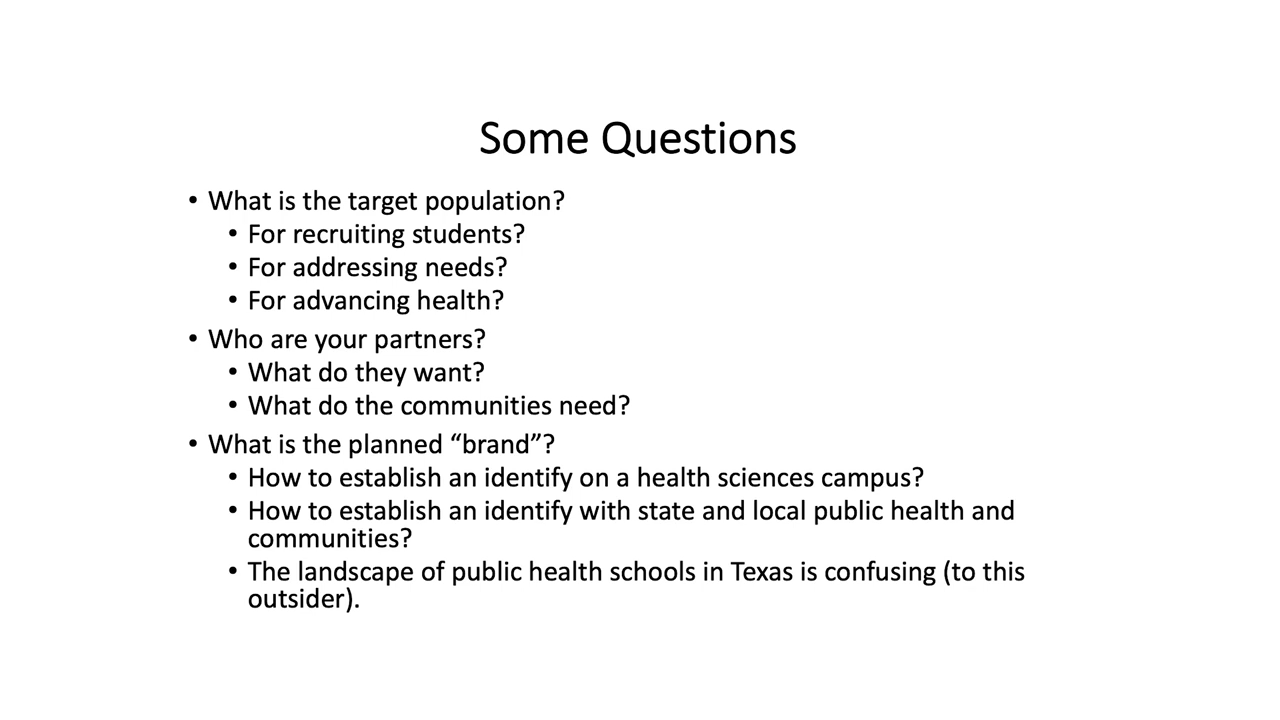 Some Questions
• What is the target population?
• For recruiting students?
• For addressing needs?
• For advancing health?
• Who are your partners?
• What do they want?
• What do the communities need?
• What is the planned “brand”?
• How to establish an identify on a health sciences campus?
• How to establish an identify with state and local public health and
communities?
• The landscape of public health schools in Texas is confusing (to this
outsider).